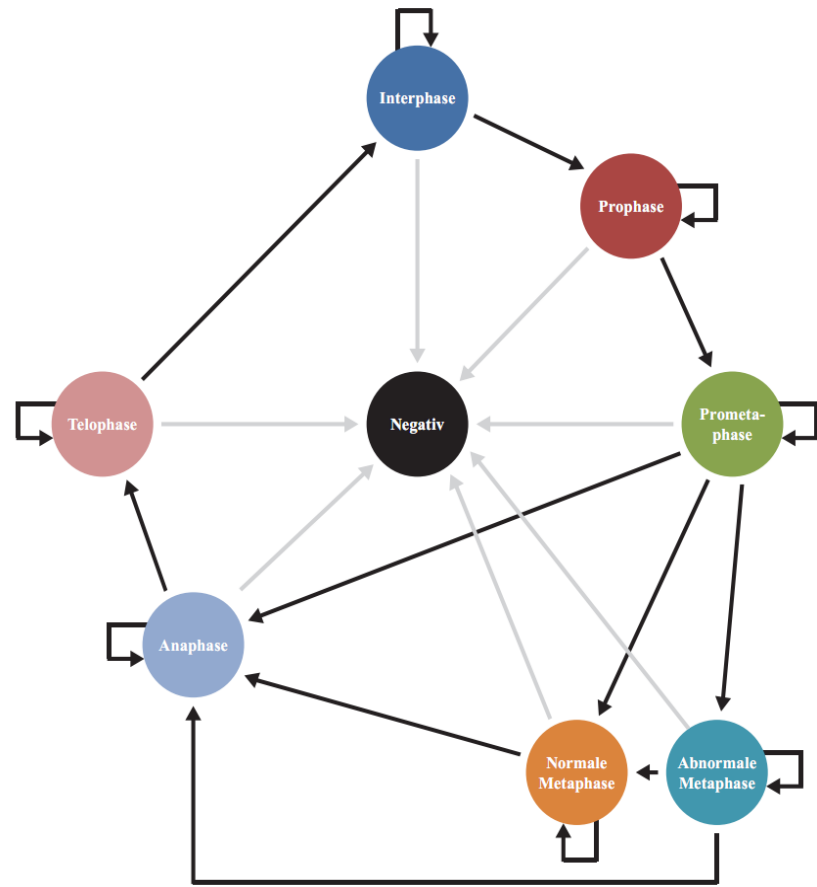 Interphase
Prophase
Telophase
Negativ
Prometa-
phase
Anaphase
Normale
Metaphase
Abnormale
Metaphase